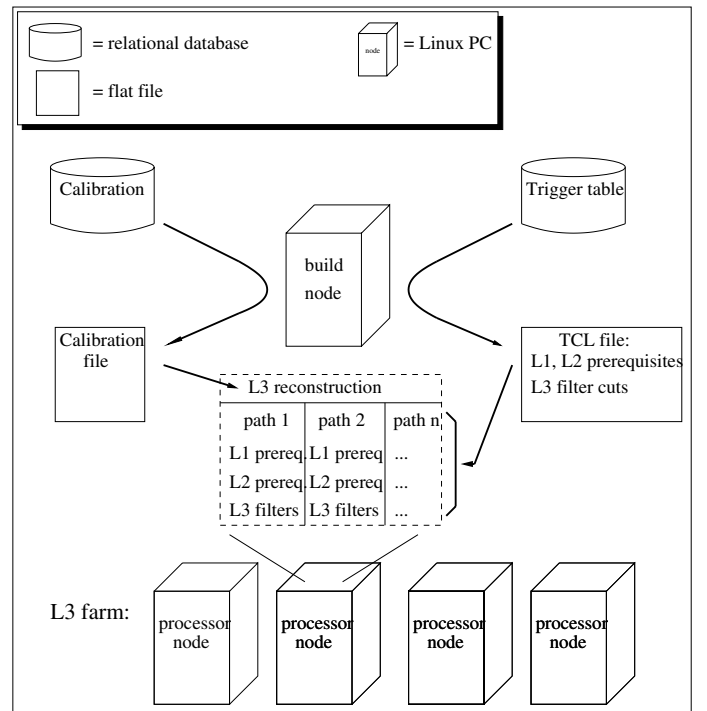 = relational database
node
= Linux PC
= flat file
Calibration
Trigger table
build
node
Calibration
file
TCL file:
L1, L2 prerequisites
L3 filter cuts
L3 reconstruction
path 1
path 2
path n
L1 prereq.
L1 prereq
...
L2 prereq.
L2 prereq
...
L3 filters
L3 filters
...
L3 farm:
processor
node
processor
node
processor
node
processor
node